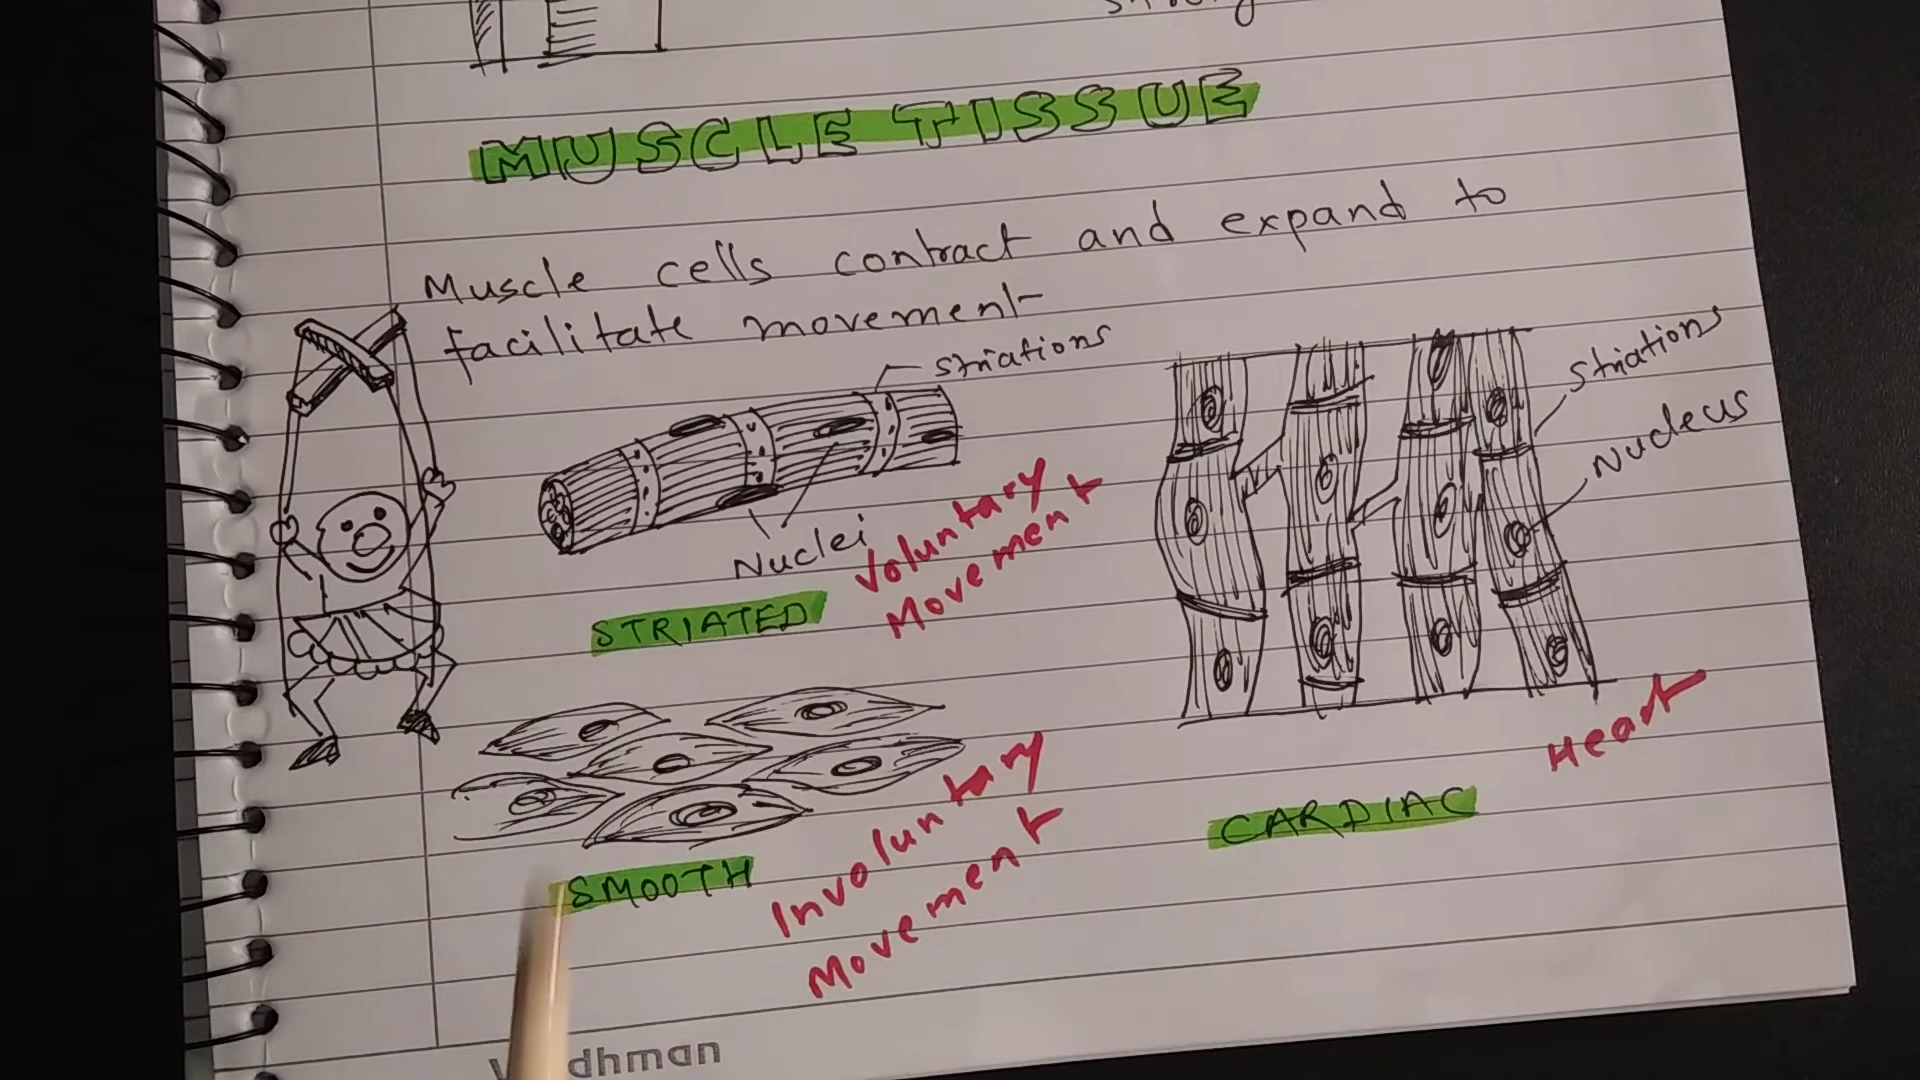 MUSCLE TISSUE
Muscle cells contract and expand to
facilitate movement
striations
Nuclei
Voluntary
Movement
STRIATED
striations
Nucleus
Heart
CARDIAC
SMOOTH
Involuntary
Movement